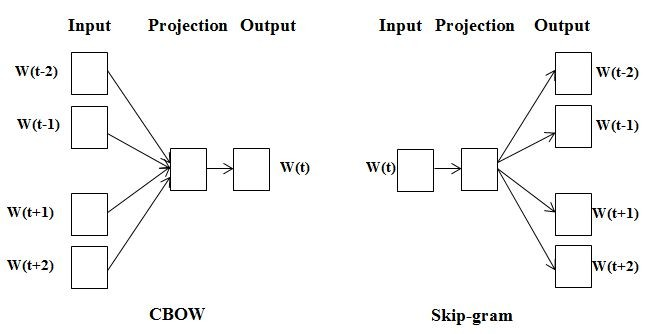 Input Projection Output
W(t-2)
W(t-1)
W(t)
W(t+1)
W(t+2)
CBOW
Input Projection Output
W(t-2)
W(t-1)
W(t)
W(t+1)
W(t+2)
Skip-gram